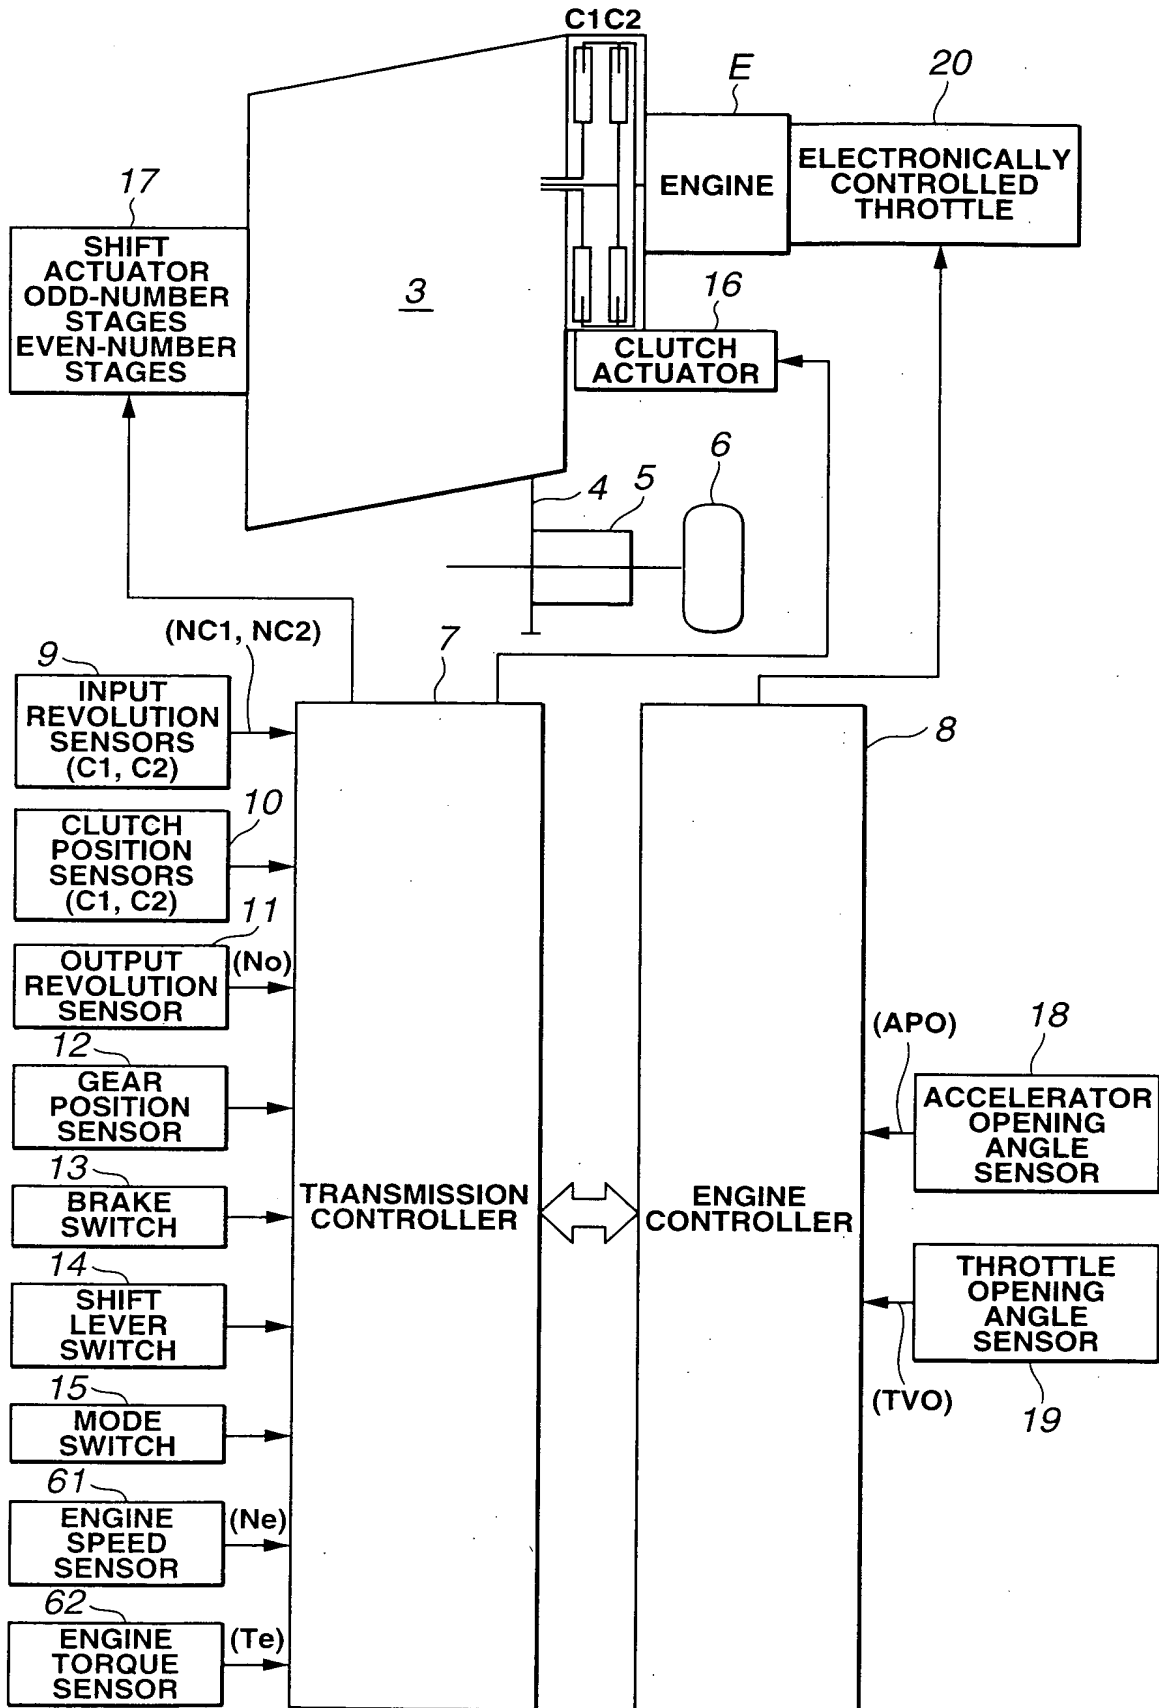 C1 C2
E
20
17
ENGINE
ELECTRONICALLY
CONTROLLED
THROTTLE
SHIFT
ACTUATOR
ODD-NUMBER
STAGES
EVEN-NUMBER
STAGES
3
16
CLUTCH
ACTUATOR
4
5
6
(NC1, NC2)
7
8
9
INPUT
REVOLUTION
SENSORS
(C1, C2)
10
CLUTCH
POSITION
SENSORS
(C1, C2)
11
OUTPUT
REVOLUTION
SENSOR
(No)
12
GEAR
POSITION
SENSOR
13
BRAKE
SWITCH
14
SHIFT
LEVER
SWITCH
15
MODE
SWITCH
61
ENGINE
SPEED
SENSOR
(Ne)
62
ENGINE
TORQUE
SENSOR
(Te)
TRANSMISSION
CONTROLLER
ENGINE
CONTROLLER
(APO)
18
ACCELERATOR
OPENING
ANGLE
SENSOR
THROTTLE
OPENING
ANGLE
SENSOR
(TVO)
19